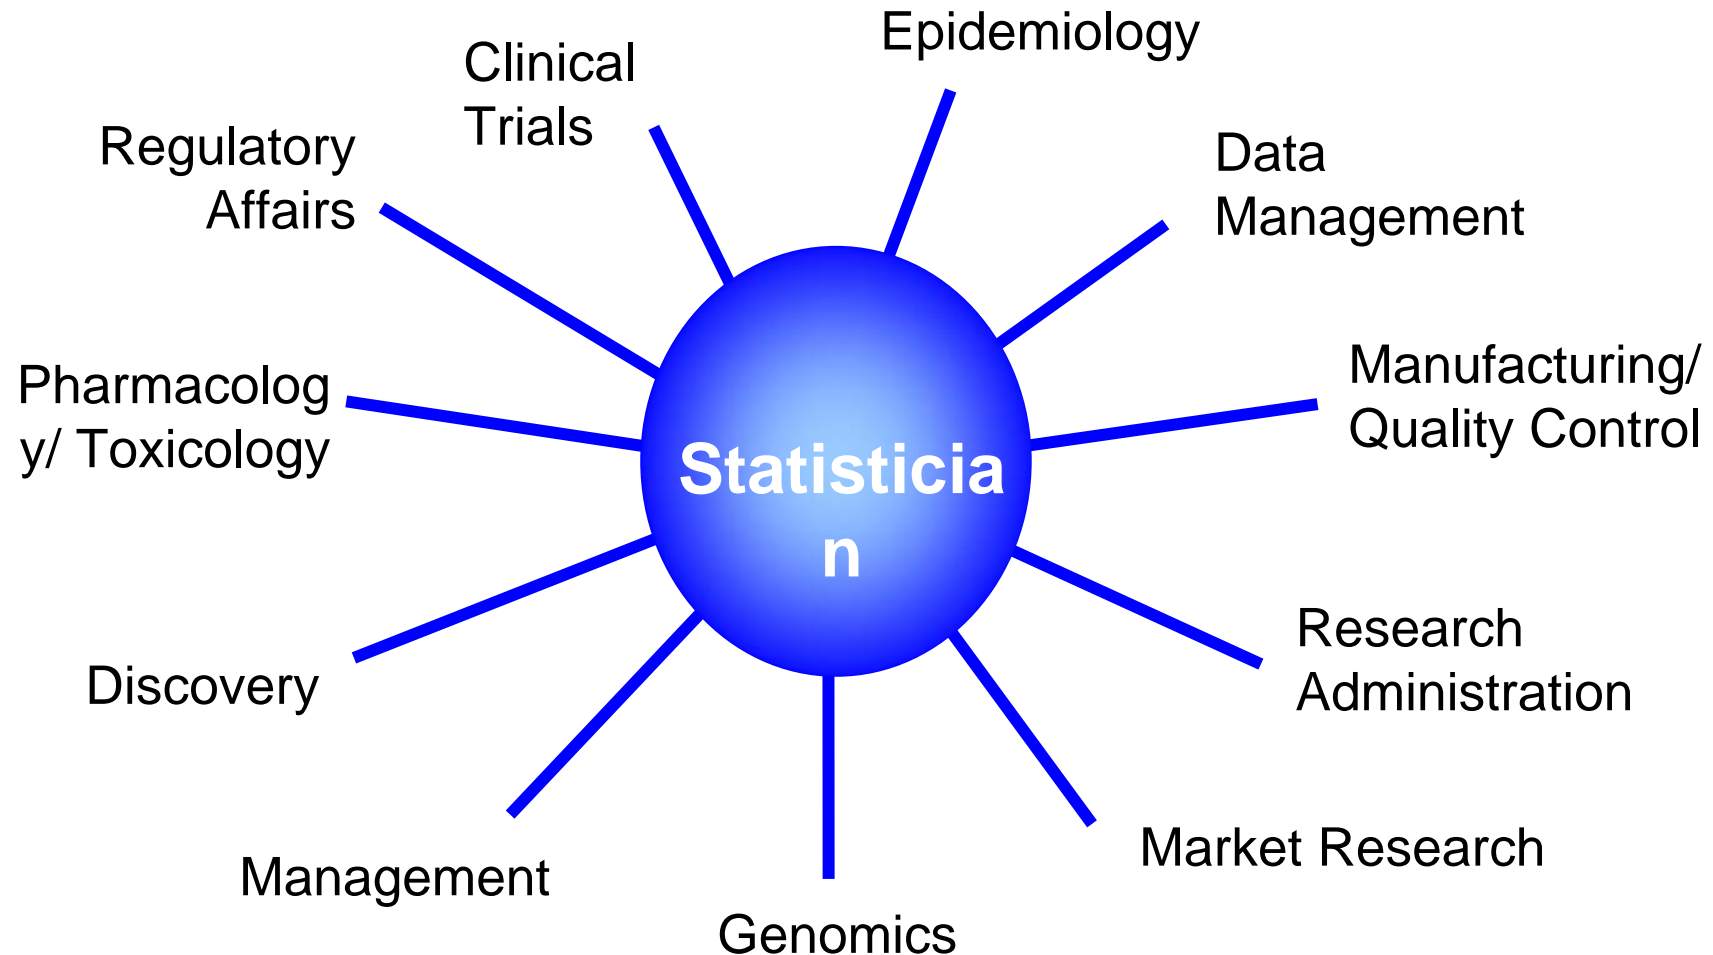 Epidemiology
Clinical
Trials
Regulatory
Affairs
Data
Management
Pharmacolog
y/ Toxicology
Manufacturing/
Quality Control
Statisticia
n
Discovery
Research
Administration
Management
Market Research
Genomics